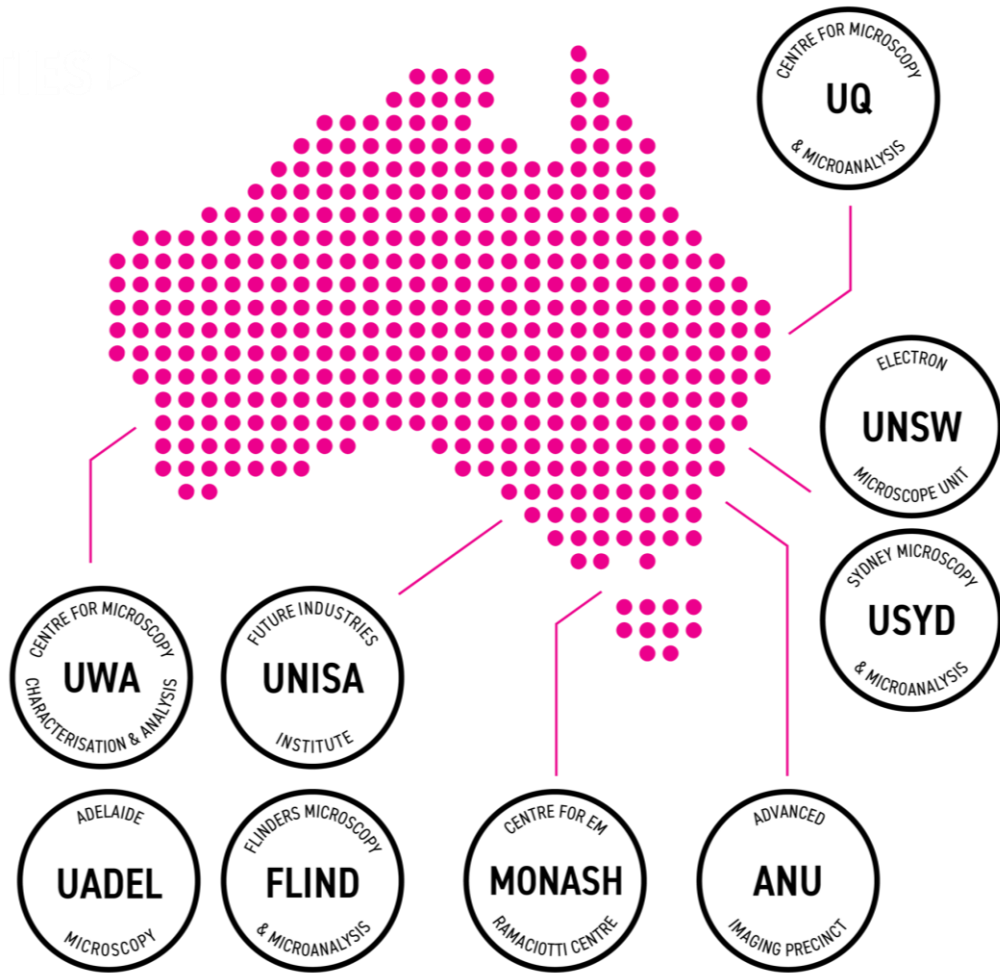 CENTRE FOR MICROSCOPY
UQ
& MICROANALYSIS
ELECTRON
UNSW
MICROSCOPE UNIT
SYDNEY MICROSCOPY
USYD
& MICROANALYSIS
CENTRE FOR MICROSCOPY
UWA
CHARACTERISATION & ANALYSIS
FUTURE INDUSTRIES
UNISA
INSTITUTE
ADELAIDE
UADEL
MICROSCOPY
FLINDERS MICROSCOPY
FLIND
& MICROANALYSIS
CENTRE FOR EM
MONASH
RAMACIOTTI CENTRE
ADVANCED
ANU
IMAGING PRECINCT